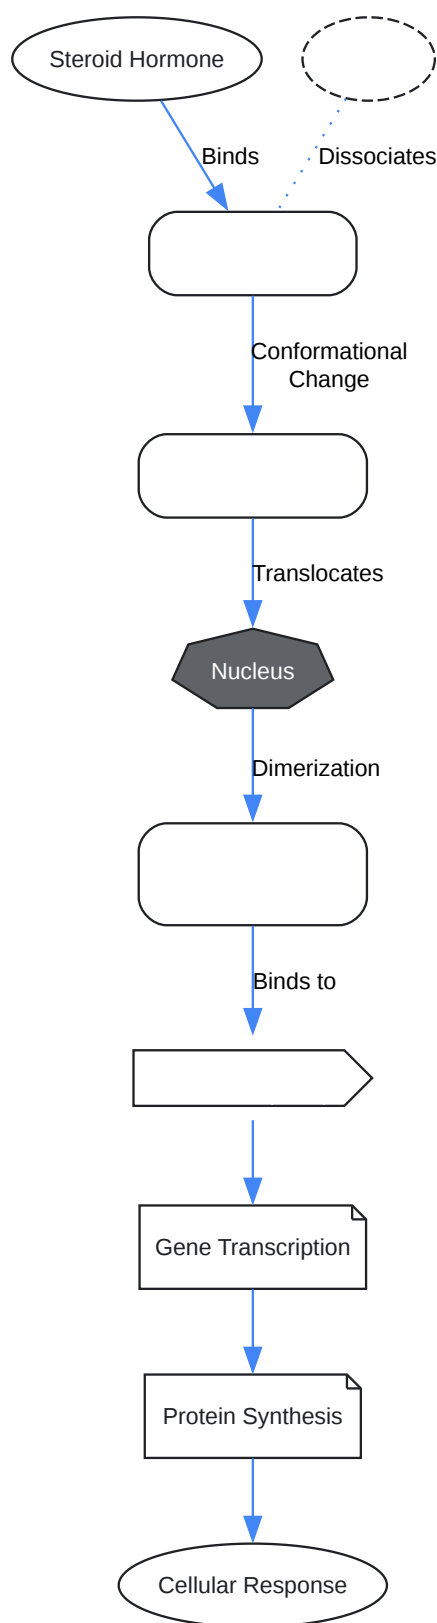 Steroid Hormone
Binds
Dissociates
Conformational
Change
Translocates
Nucleus
Dimerization
Binds to
Gene Transcription
Protein Synthesis
Cellular Response